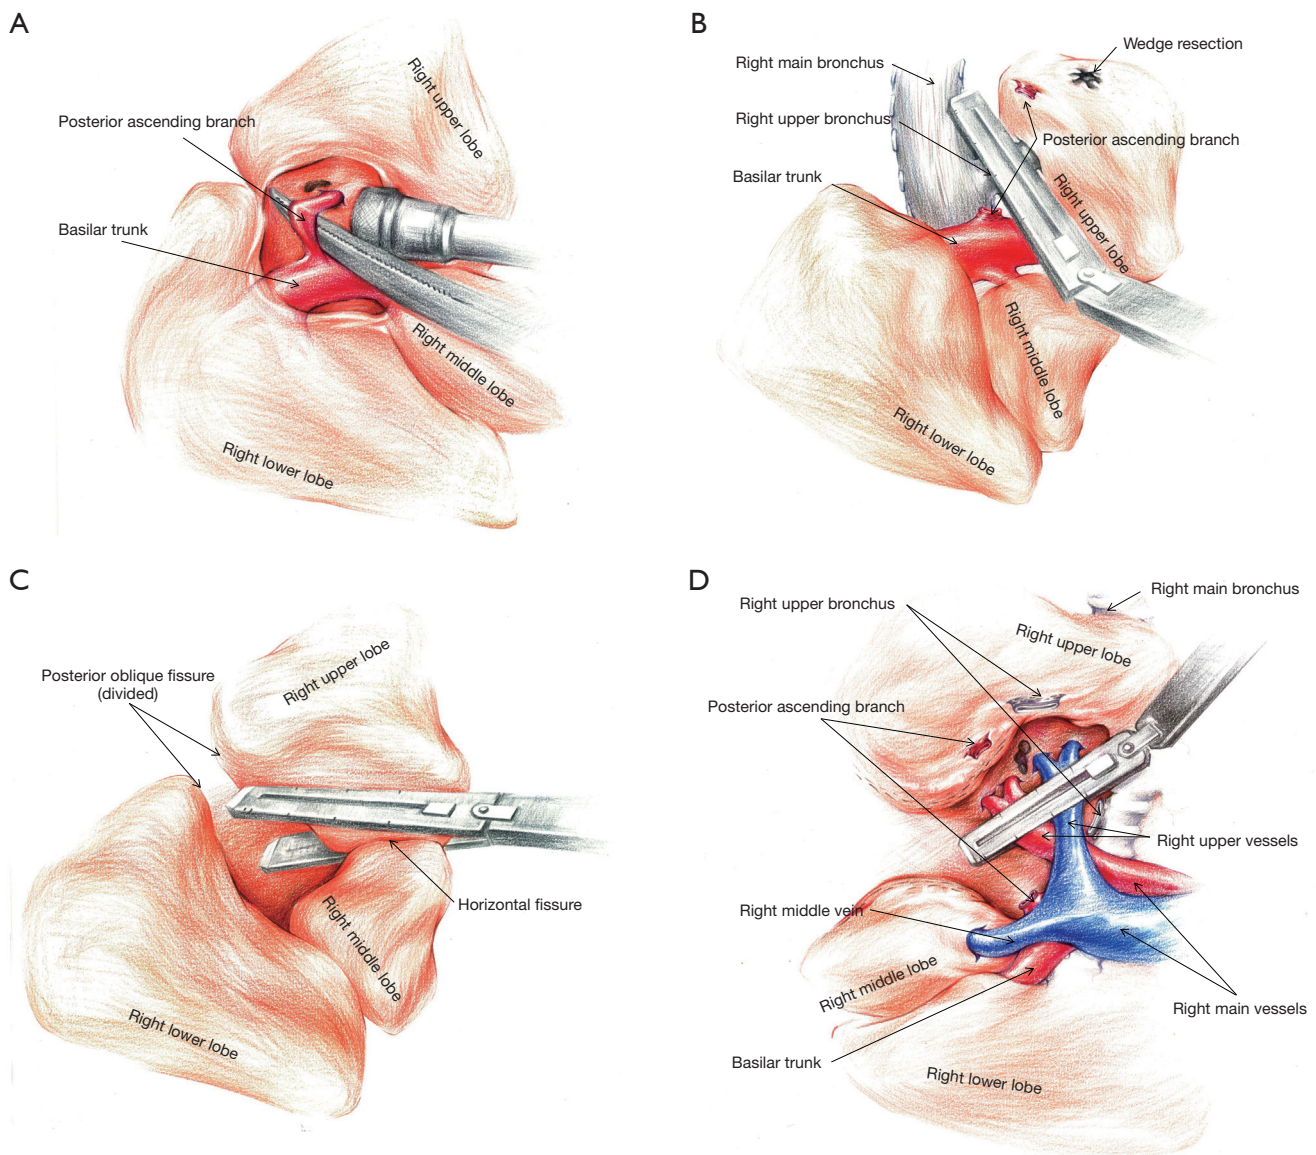 A
Right upper lobe
Posterior ascending branch
Basilar trunk
Right middle lobe
Right lower lobe
B
Wedge resection
Right main bronchus
Right upper bronchus
Posterior ascending branch
Basilar trunk
Right upper lobe
Right middle lobe
Right lower lobe
C
Right upper lobe
Posterior oblique fissure
(divided)
Horizontal fissure
Right middle lobe
Right lower lobe
D
Right main bronchus
Right upper bronchus
Right upper lobe
Posterior ascending branch
Right upper vessels
Right middle vein
Right middle lobe
Right main vessels
Basilar trunk
Right lower lobe